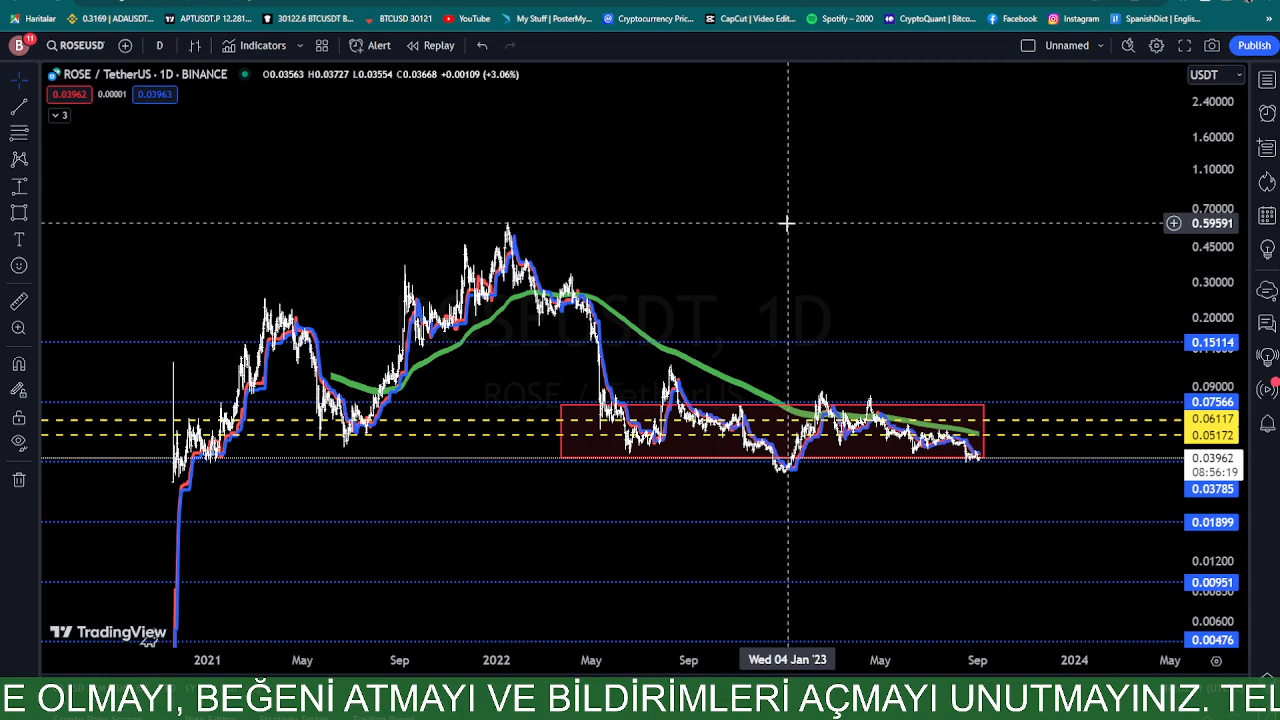 Haritalar 0.3169 | ADAUSDT... APTUSDT.P 12.281... 30122.6 BTCUSDT B... BTCUSD 30121 YouTube My Stuff | PosterMy... Cryptocurrency Pric... CapCut | Video Edit... Spotify – 2000 CryptoQuant | Bitco... Facebook Instagram SpanishDict | Englis... »
B 11 ROSEUSD D Indicators Alert Replay Unnamed Publish
ROSE / TetherUS · 1D · BINANCE O0.03563 H0.03727 L0.03554 C0.03668 +0.00109 (+3.06%) USDT
0.03962 0.00001 0.03963
3
2.40000
1.60000
1.10000
0.70000
0.59591
0.45000
0.30000
0.20000
SEUSDT, 1D
0.15114
0.09000
ROSE / TetherUS
0.07566
0.06117
0.05172
0.03962
08:56:19
0.03785
0.01899
0.01200
0.00951
0.00600
0.00476
TradingView
2021 May Sep 2022 May Sep Wed 04 Jan '23 May Sep 2024 May
E OLMAYI, BEĞENİ ATMAYI VE BİLDİRİMLERİ AÇMAYI UNUTMAYINIZ. TEL